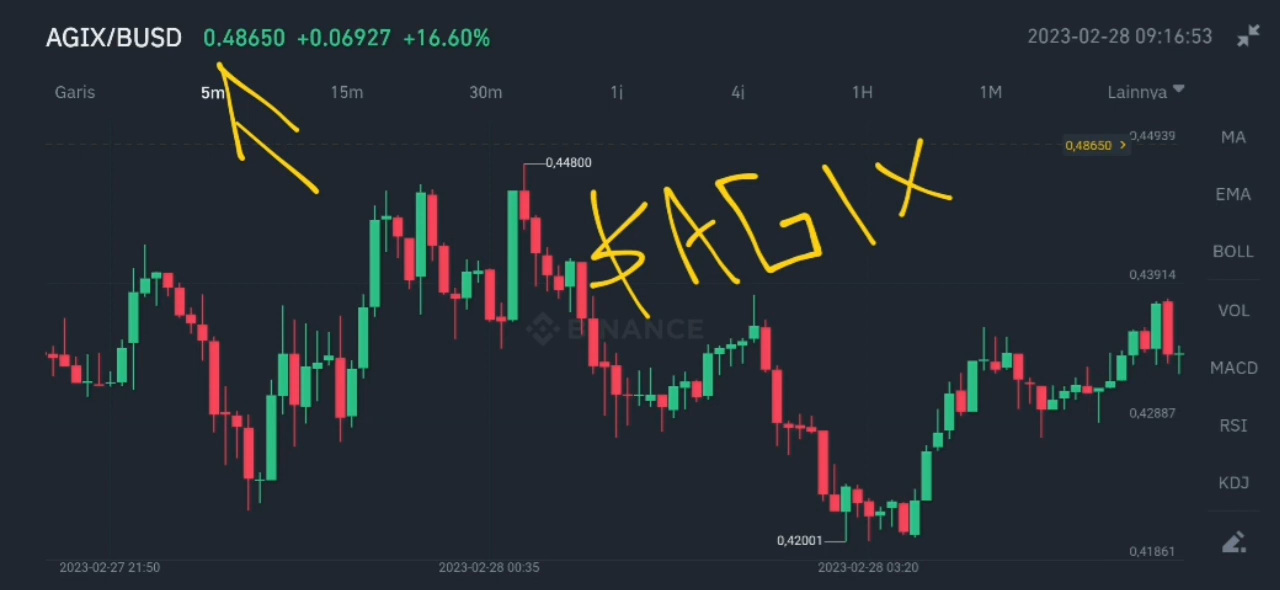 AGIX/BUSD 0.48650 +0.06927 +16.60% 2023-02-28 09:16:53
Garis 5m 15m 30m 1j 4j 1H 1M Lainnya
0,44939
MA
0,48650 >
0,44800
$AGIX
EMA
BOLL
0,43914
VOL
BINANCE
MACD
0,42887
RSI
KDJ
0,42001
0,41861
2023-02-27 21:50 2023-02-28 00:35 2023-02-28 03:20